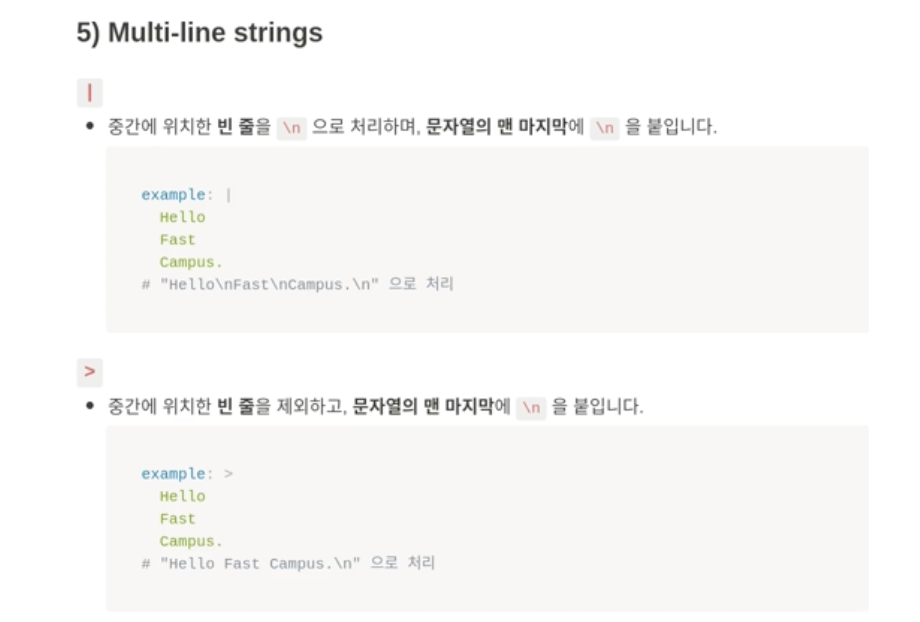 5) Multi-line strings
|
• 중간에 위치한 빈 줄을 \n 으로 처리하며, 문자열의 맨 마지막에 \n 을 붙입니다.
example: |
  Hello
  Fast
  Campus.
# "Hello\nFast\nCampus.\n" 으로 처리
>
• 중간에 위치한 빈 줄을 제외하고, 문자열의 맨 마지막에 \n 을 붙입니다.
example: >
  Hello
  Fast
  Campus.
# "Hello Fast Campus.\n" 으로 처리